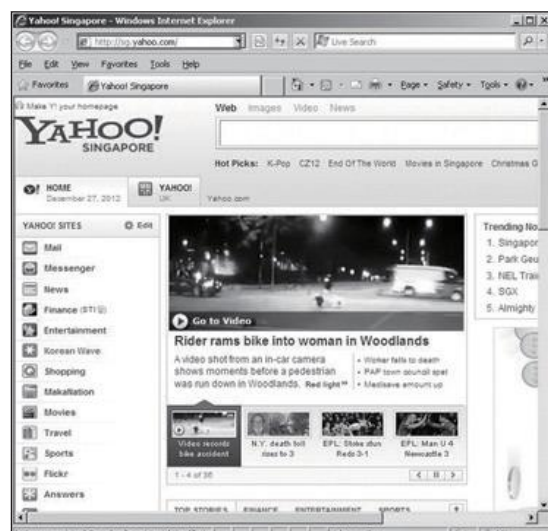 Yahoo! Singapore - Windows Internet Explorer
http://sg.yahoo.com/
Live Search
File Edit View Favorites Tools Help
Favorites Yahoo! Singapore Page Safety Tools
Make Y! your homepage
Web Images Video News
YAHOO!
SINGAPORE
Hot Picks: K-Pop CZ12 End Of The World Movies in Singapore Christmas G
Y! HOME
December 27, 2012
YAHOO!
UK
Yahoo.com
YAHOO! SITES Edit
Mail
Messenger
News
Finance (STI
Entertainment
Korean Wave
Shopping
Makaflation
Movies
Travel
Sports
Flickr
Answers
Go to Video
Rider rams bike into woman in Woodlands
A video shot from an in-car camera
shows moments before a pedestrian
was run down in Woodlands. Red light »
• Worker falls to death
• PAP town council spat
• Medisave amount up
Video records
bike accident
N.Y. death toll
rises to 3
EPL: Stoke stun
Reds 3-1
EPL: Man U 4
Newcastle 3
1 - 4 of 36
TOP STORIES FINANCE ENTERTAINMENT SPORTS
Trending No
1. Singapor
2. Park Geu
3. NEL Trai
4. SGX
5. Almighty